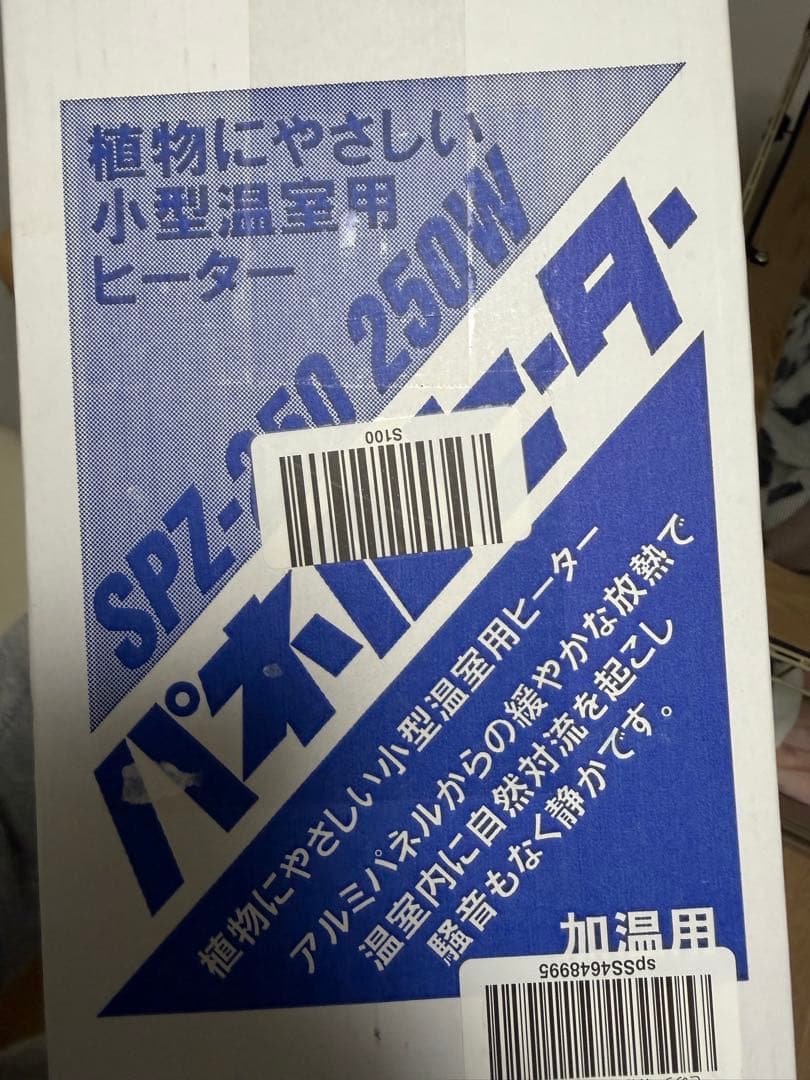 植物にやさしい
小型温室用
ヒーター
SPZ-250 250W
パネルヒーター
S100
植物にやさしい小型温室用ヒーター
アルミパネルからの緩やかな放熱で
温室内に自然対流を起こし
騒音もなく静かです。
加温用
spSS4648995